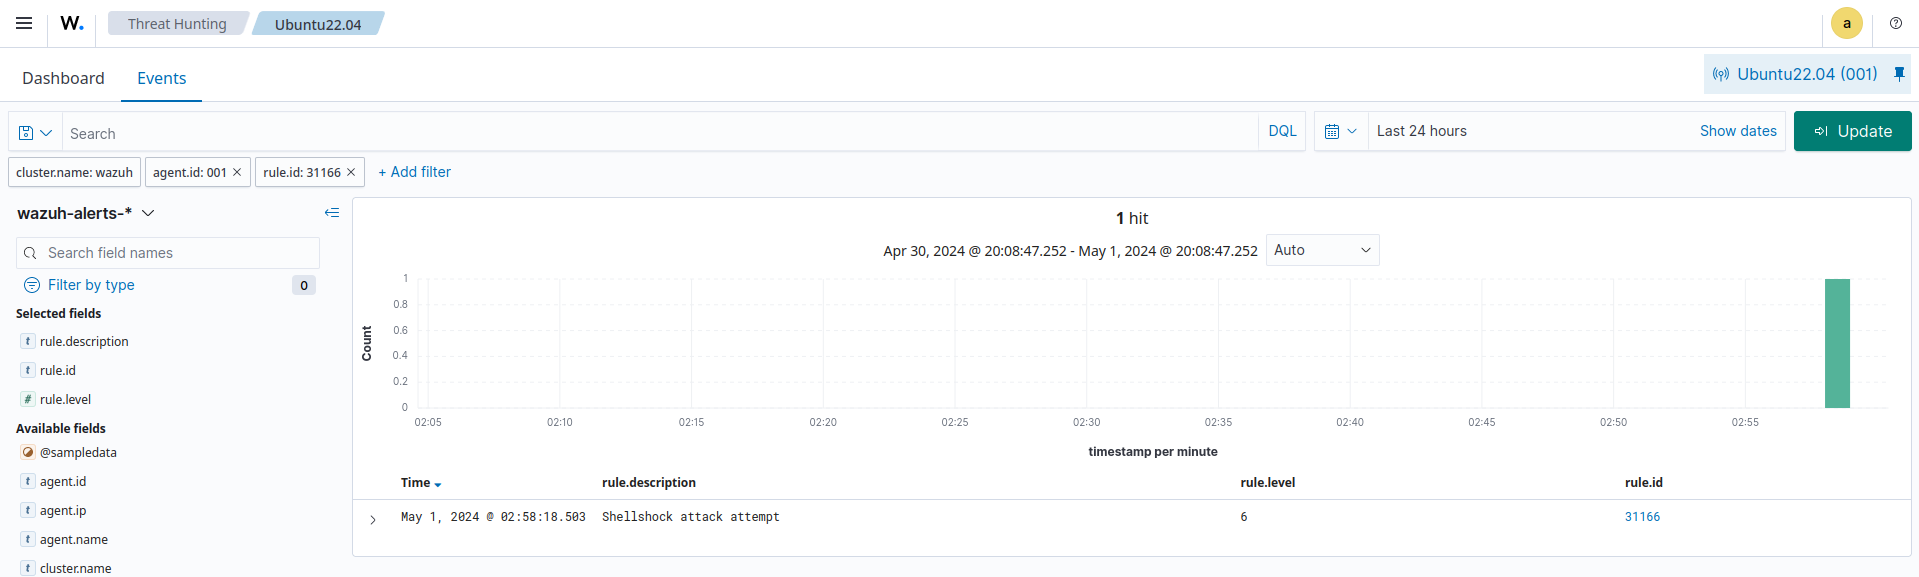 W. Threat Hunting Ubuntu22.04 a
Dashboard Events Ubuntu22.04 (001)
Search DQL Last 24 hours Show dates Update
cluster.name: wazuh agent.id: 001 × rule.id: 31166 × + Add filter
wazuh-alerts-*
Search field names
Filter by type 0
Selected fields
t rule.description
t rule.id
# rule.level
Available fields
@sampledata
t agent.id
t agent.ip
t agent.name
t cluster.name
1 hit
Apr 30, 2024 @ 20:08:47.252 - May 1, 2024 @ 20:08:47.252 Auto
Count
1
0.8
0.6
0.4
0.2
0
02:05 02:10 02:15 02:20 02:25 02:30 02:35 02:40 02:45 02:50 02:55
timestamp per minute
Time rule.description rule.level rule.id
May 1, 2024 @ 02:58:18.503 Shellshock attack attempt 6 31166